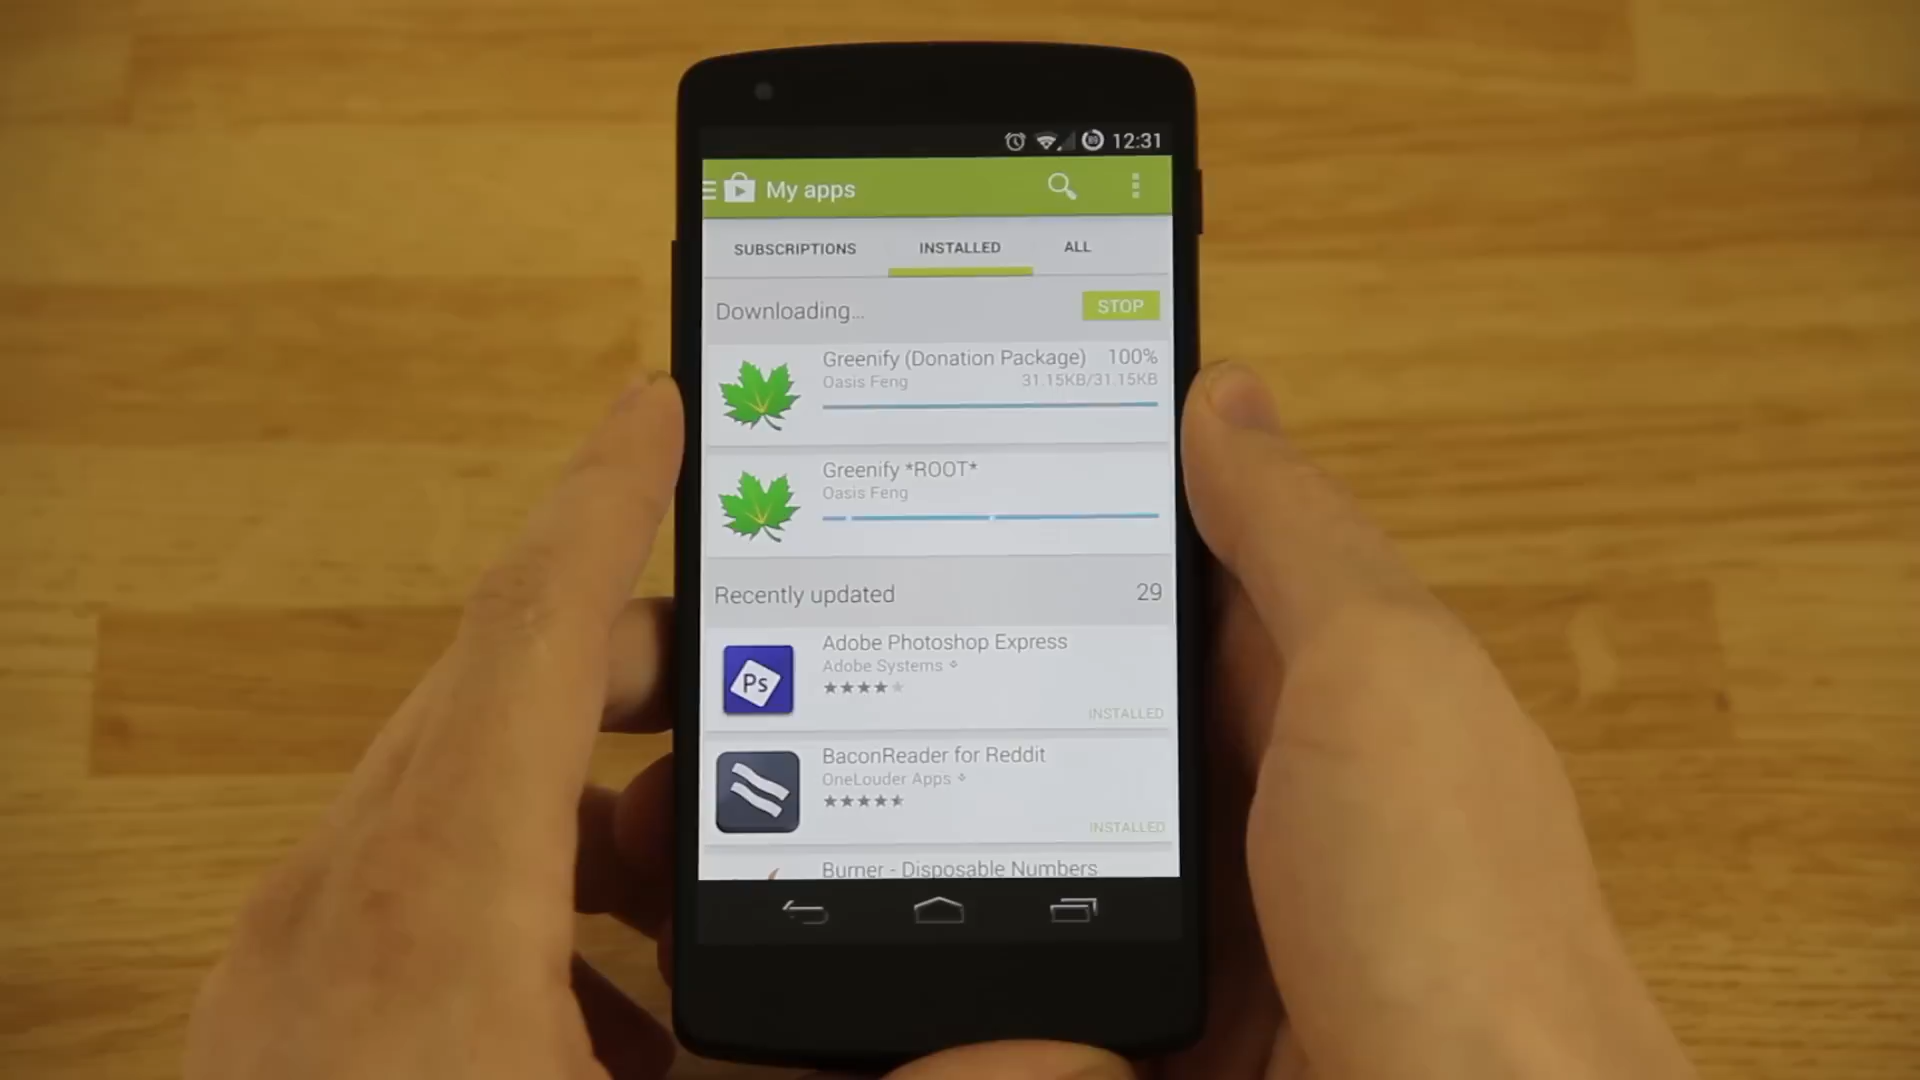 12:31
My apps
SUBSCRIPTIONS INSTALLED ALL
Downloading... STOP
Greenify (Donation Package) 100%
Oasis Feng 31.15KB/31.15KB
Greenify *ROOT*
Oasis Feng
Recently updated 29
Adobe Photoshop Express
Adobe Systems
Ps
INSTALLED
BaconReader for Reddit
OneLouder Apps
INSTALLED
Burner - Disposable Numbers